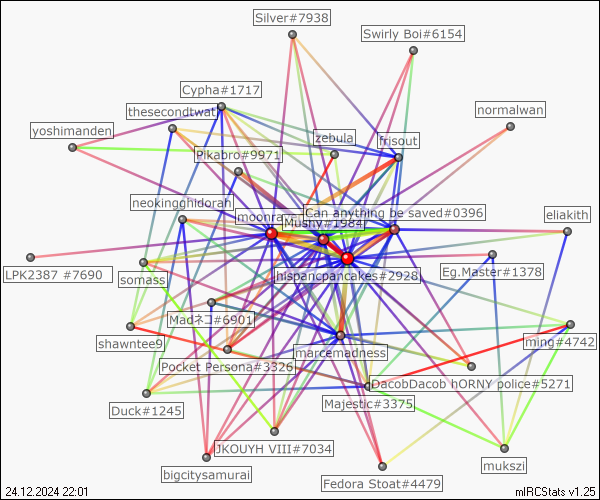 Silver#7938
Swirly Boi#6154
Cypha#1717
thesecondtwat
normalwan
yoshimanden
zebula
frisout
Pikabro#9971
neokingghildorah
moonra
Mushy#1984
Can anything be saved#0396
eliakith
LPK2387 #7690
somass
hispancpancakes#2928
Eg.Master#1378
Madネコ#6901
shawntee9
marcemadness
ming#4742
Pocket Persona#3326
DacobDacob hORNY police#5271
Duck#1245
Majestic#3375
JKOUYH VIII#7034
bigcitysamurai
mukszi
Fedora Stoat#4479
24.12.2024 22:01
mIRCStats v1.25